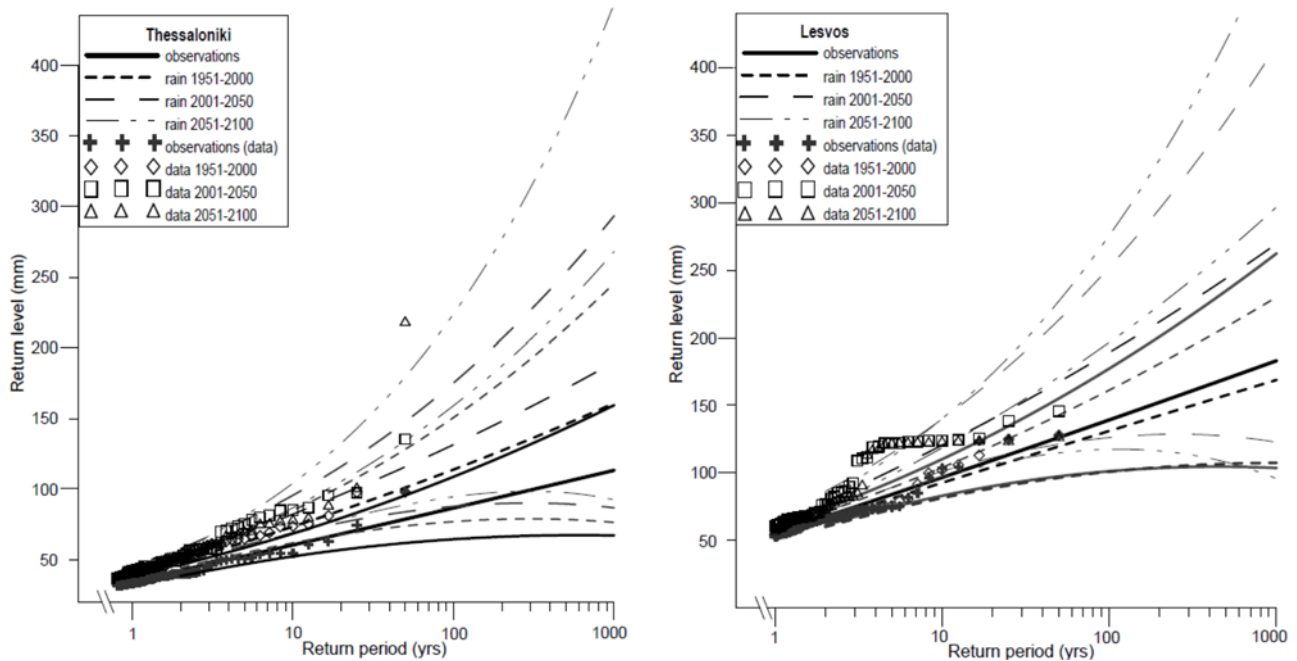 Thessaloniki
observations
rain 1951-2000
rain 2001-2050
rain 2051-2100
observations (data)
data 1951-2000
data 2001-2050
data 2051-2100
400
350
300
250
200
150
100
50
Return level (mm)
1
10
100
1000
Return period (yrs)
Lesvos
observations
rain 1951-2000
rain 2001-2050
rain 2051-2100
observations (data)
data 1951-2000
data 2001-2050
data 2051-2100
400
350
300
250
200
150
100
50
Return level (mm)
1
10
100
1000
Return period (yrs)